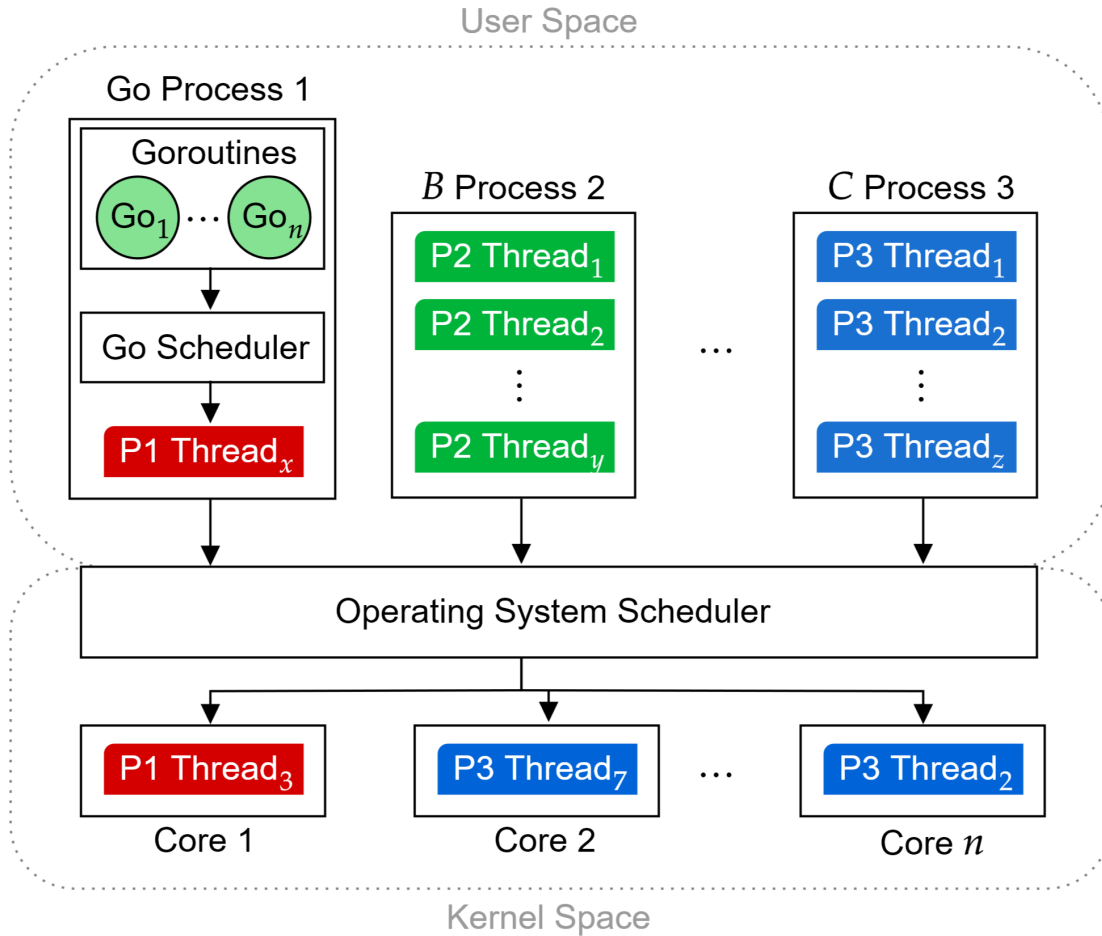 User Space
Go Process 1
Goroutines
Go₁ ... Goₙ
Go Scheduler
P1 Threadₓ
B Process 2
P2 Thread₁
P2 Thread₂
⋮
P2 Thread_y
...
C Process 3
P3 Thread₁
P3 Thread₂
⋮
P3 Thread_z
Operating System Scheduler
P1 Thread₃
Core 1
P3 Thread₇
Core 2
...
P3 Thread₂
Core n
Kernel Space